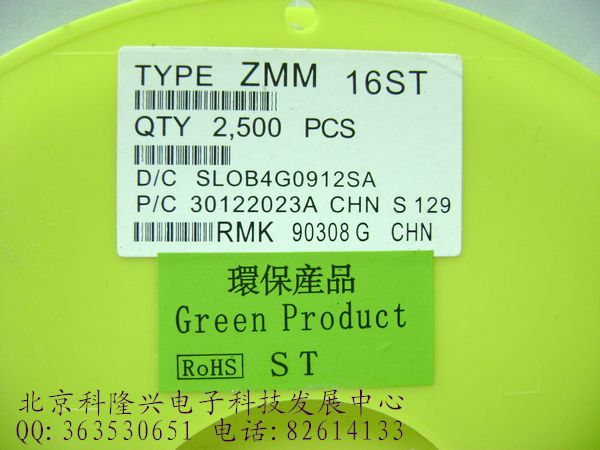 TYPE ZMM 16ST
QTY 2,500 PCS
D/C SLOB4G0912SA
P/C 30122023A CHN S 129
RMK 90308 G CHN
環保産品
Green Product
RoHS ST
北京科隆兴电子科技发展中心
QQ:363530651 电话:82614133